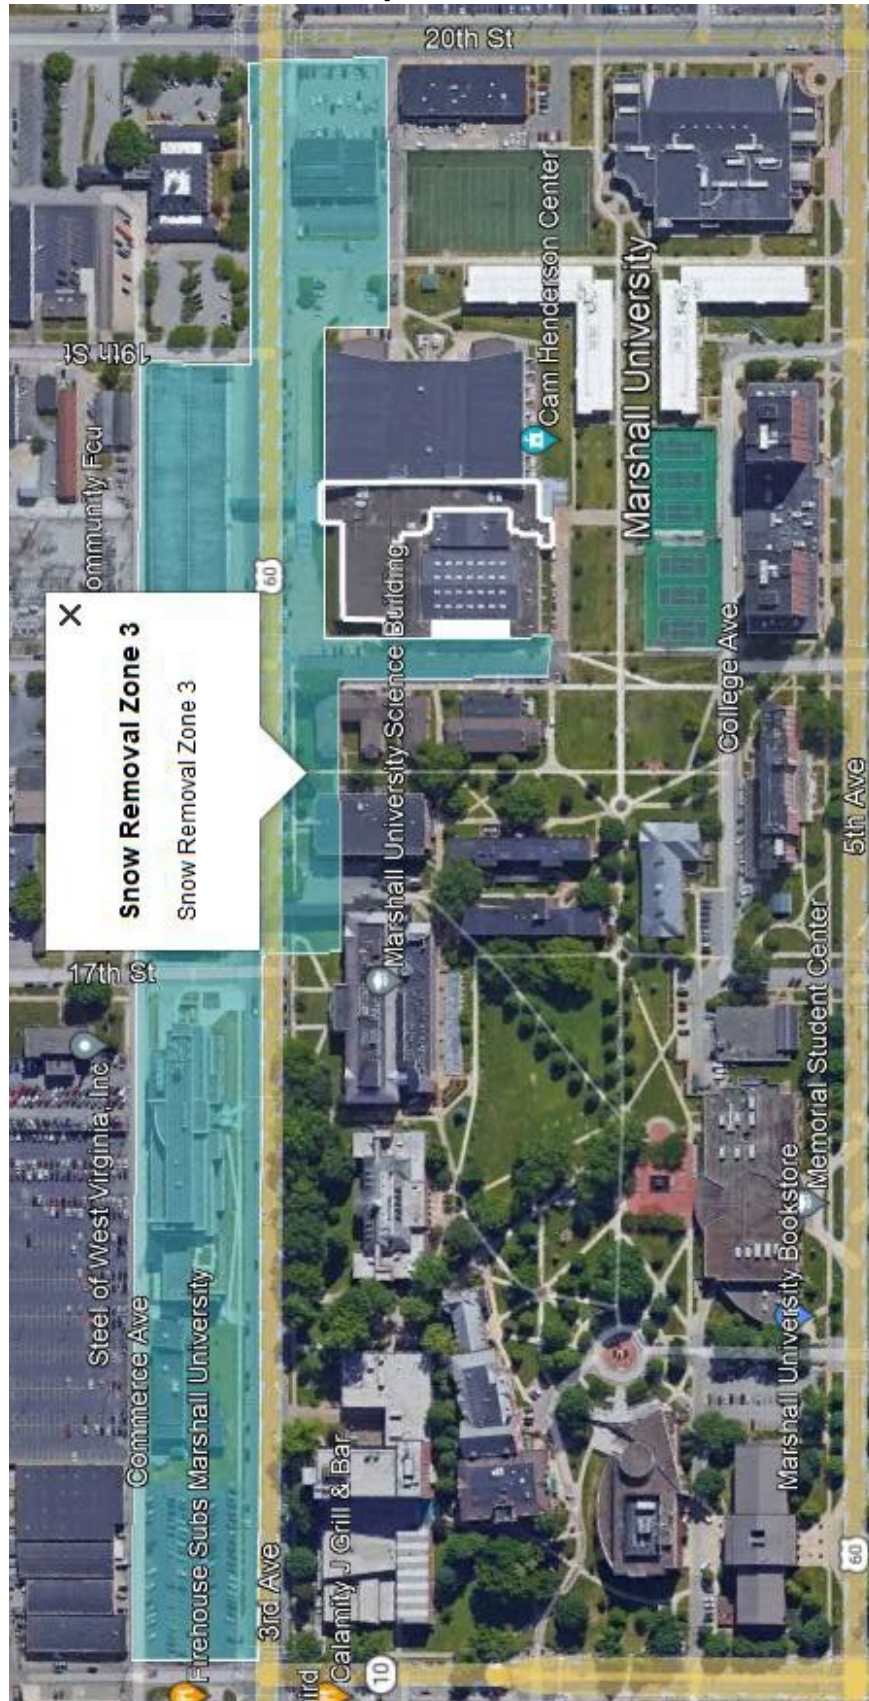 20th St
19th St
ommunity Fcu
Cam Henderson Center
Marshall University
60
Snow Removal Zone 3
Snow Removal Zone 3
Marshall University Science Building
College Ave
5th Ave
17th St
Steel of West Virginia, Inc
Memorial Student Center
Marshall University Bookstore
Commerce Ave
Firehouse Subs Marshall University
3rd Ave
Calamity J Grill & Bar
ird
10
60